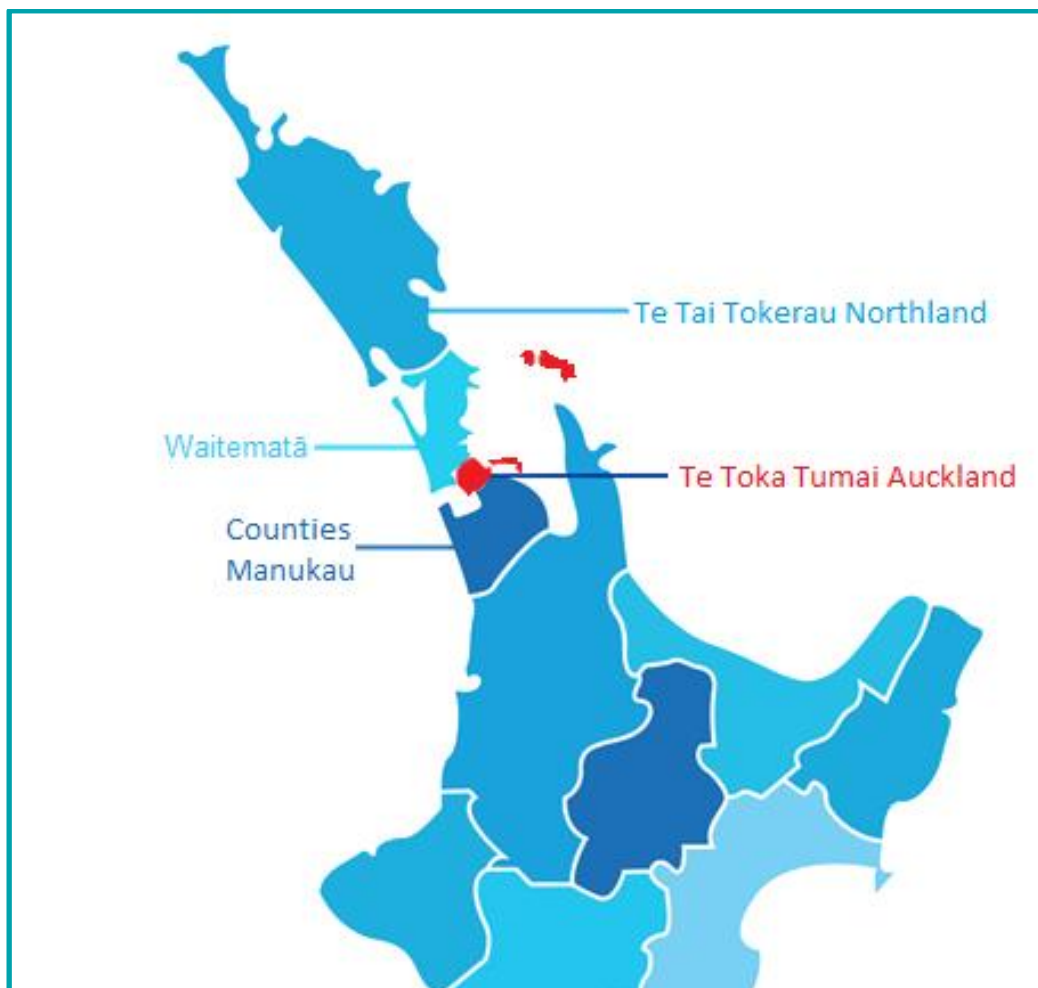 Te Tai Tokerau Northland
Waitematā
Te Toka Tumai Auckland
Counties
Manukau